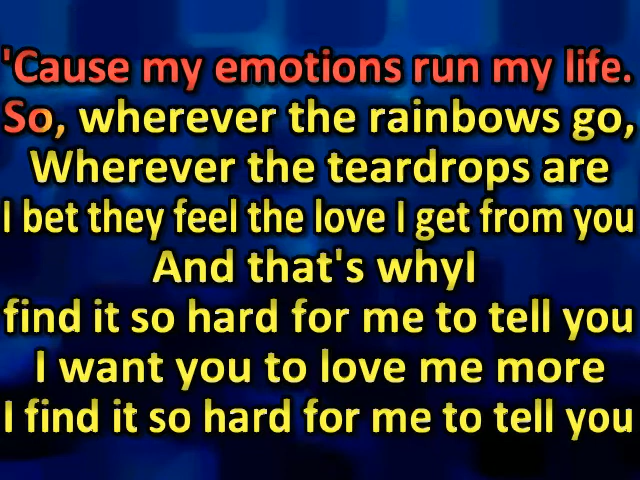 'Cause my emotions run my life.
So, wherever the rainbows go,
Wherever the teardrops are
I bet they feel the love I get from you
And that's whyI
find it so hard for me to tell you
I want you to love me more
I find it so hard for me to tell you